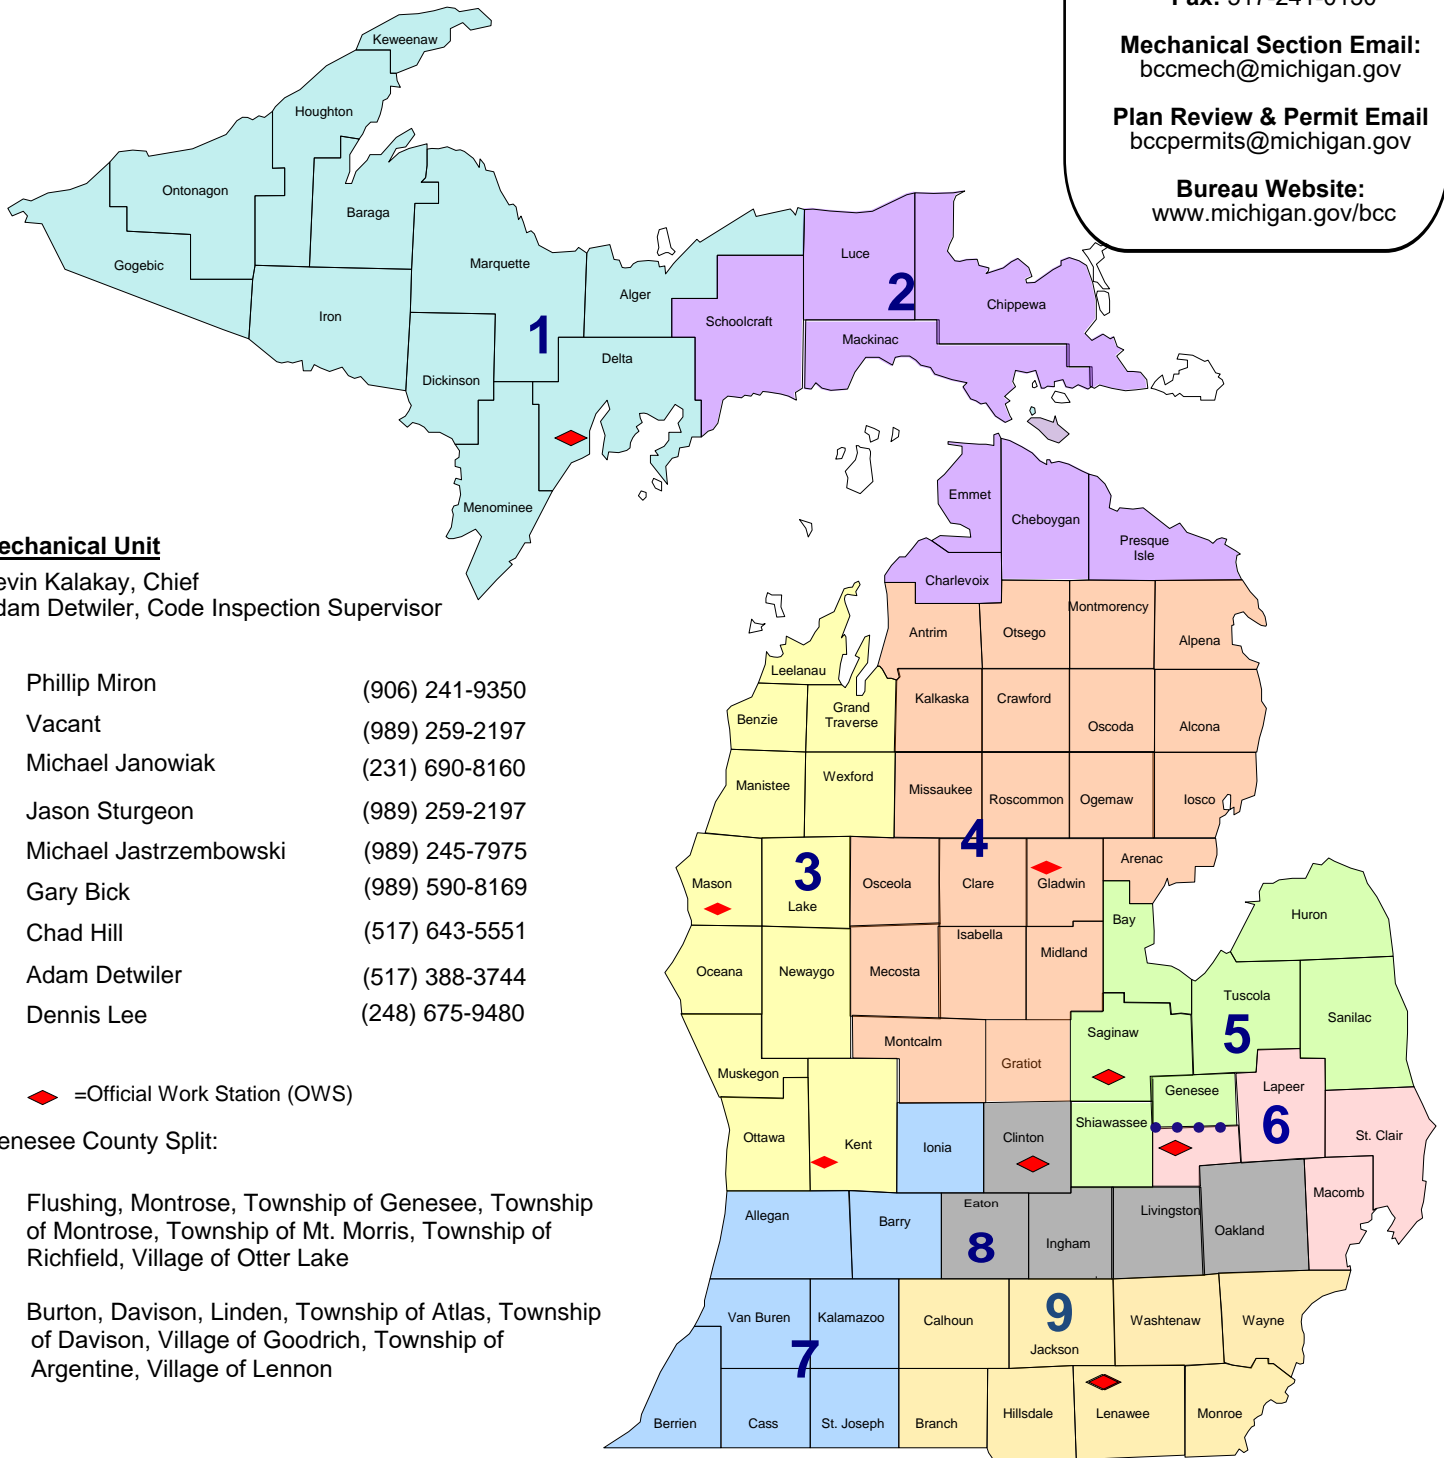 Mechanical Section Email:
bccmech@michigan.gov
Plan Review & Permit Email
bccpermits@michigan.gov
Bureau Website:
www.michigan.gov/bcc
Keweenaw
Houghton
Ontonagon
Baraga
Gogebic
Marquette
Alger
Iron
1
Delta
Dickinson
Menominee
Luce
2
Chippewa
Schoolcraft
Mackinac
Emmet
Cheboygan
Presque
Isle
Charlevoix
echanical Unit
evin Kalakay, Chief
dam Detwiler, Code Inspection Supervisor
Phillip Miron (906) 241-9350
Vacant (989) 259-2197
Michael Janowiak (231) 690-8160
Jason Sturgeon (989) 259-2197
Michael Jastrzembowski (989) 245-7975
Gary Bick (989) 590-8169
Chad Hill (517) 643-5551
Adam Detwiler (517) 388-3744
Dennis Lee (248) 675-9480
=Official Work Station (OWS)
enesee County Split:
Flushing, Montrose, Township of Genesee, Township
of Montrose, Township of Mt. Morris, Township of
Richfield, Village of Otter Lake
Burton, Davison, Linden, Township of Atlas, Township
of Davison, Village of Goodrich, Township of
Argentine, Village of Lennon
Antrim
Otsego
Montmorency
Alpena
Leelanau
Benzie
Grand
Traverse
Kalkaska
Crawford
Oscoda
Alcona
Manistee
Wexford
Missaukee
Roscommon
Ogemaw
Iosco
4
Mason
3
Lake
Osceola
Clare
Gladwin
Arenac
Bay
Huron
Oceana
Newaygo
Mecosta
Isabella
Midland
Tuscola
5
Sanilac
Saginaw
Montcalm
Gratiot
Muskegon
Genesee
Lapeer
6
Ottawa
Kent
Ionia
Clinton
Shiawassee
St. Clair
Allegan
Barry
Eaton
8
Ingham
Livingston
Oakland
Macomb
Van Buren
Kalamazoo
7
Calhoun
9
Jackson
Washtenaw
Wayne
Berrien
Cass
St. Joseph
Branch
Hillsdale
Lenawee
Monroe